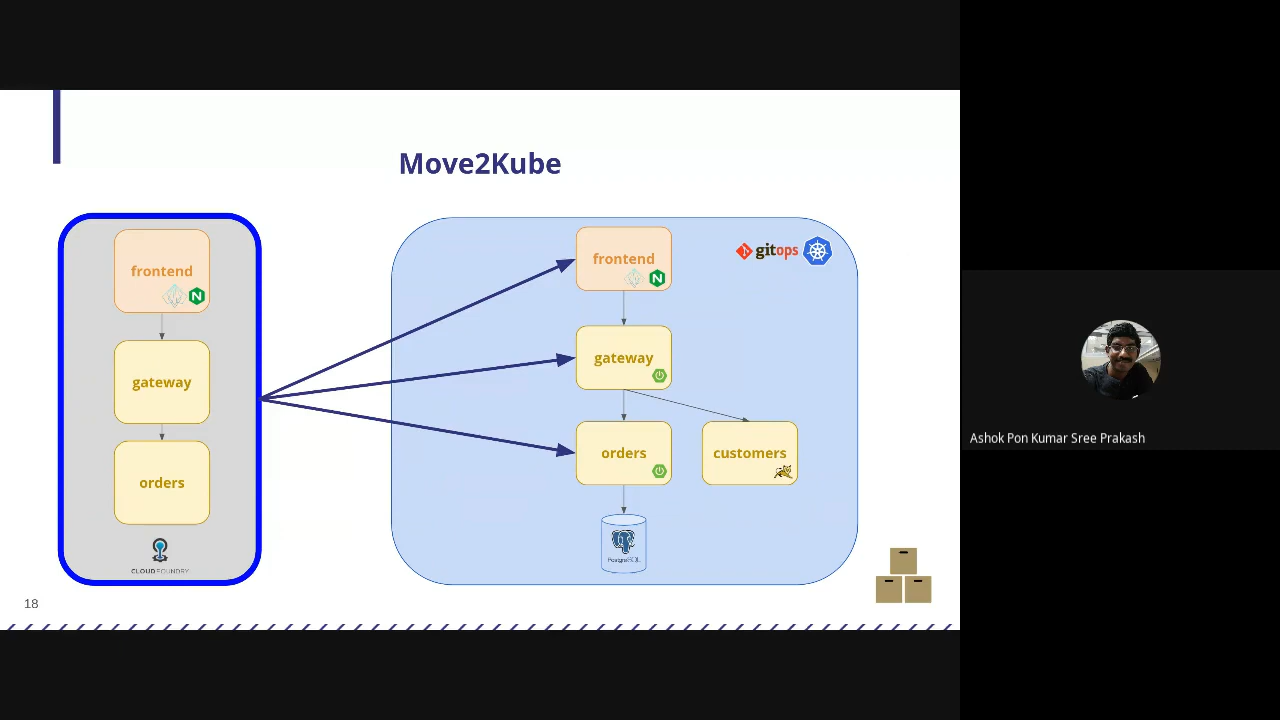 Move2Kube
frontend
gateway
orders
CLOUDFOUNDRY
frontend
gitops
gateway
orders
customers
PostgreSQL
18
Ashok Pon Kumar Sree Prakash